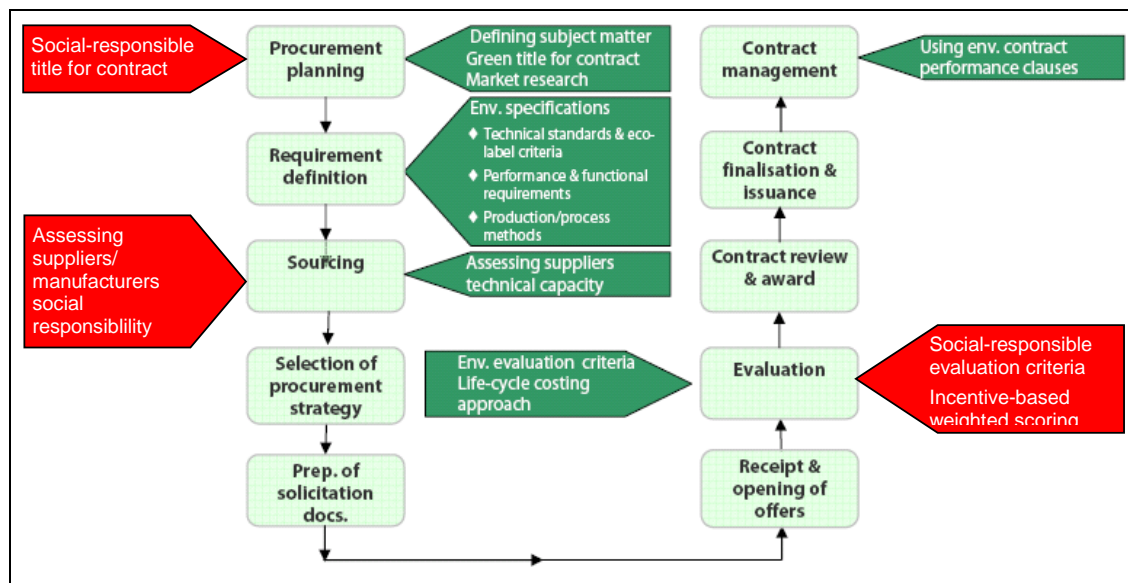 Social-responsible
title for contract
Procurement
planning
Defining subject matter
Green title for contract
Market research
Contract
management
Using env. contract
performance clauses
Requirement
definition
Env. specifications
♦ Technical standards & eco-
label criteria
♦ Performance & functional
requirements
♦ Production/process
methods
Contract
finalisation &
issuance
Assessing
suppliers/
manufacturers
social
responsiblility
Sourcing
Assessing suppliers
technical capacity
Contract review
& award
Selection of
procurement
strategy
Env. evaluation criteria
Life-cycle costing
approach
Evaluation
Social-responsible
evaluation criteria
Incentive-based
weighted scoring
Prep. of
solicitation
docs.
Receipt &
opening of
offers